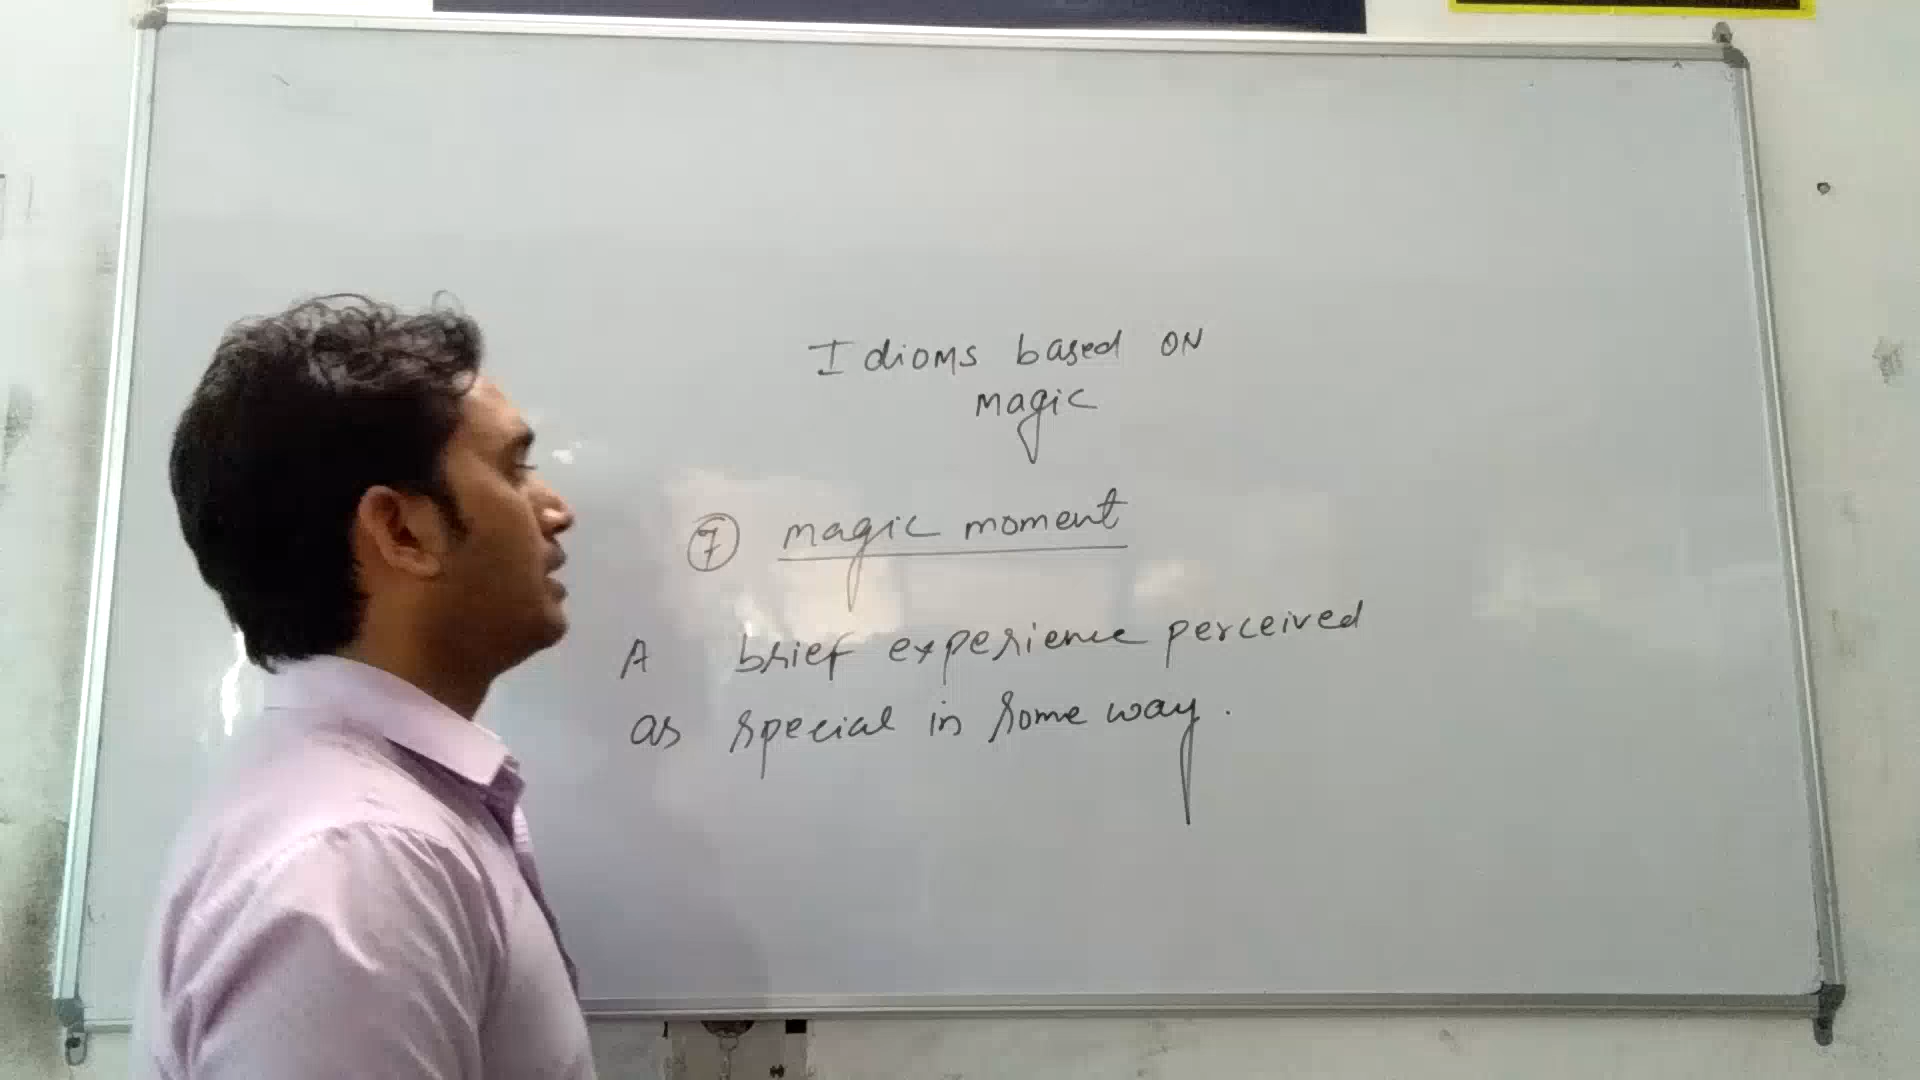 Idioms based ON
magic
7 magic moment
A brief experience perceived
as special in some way.